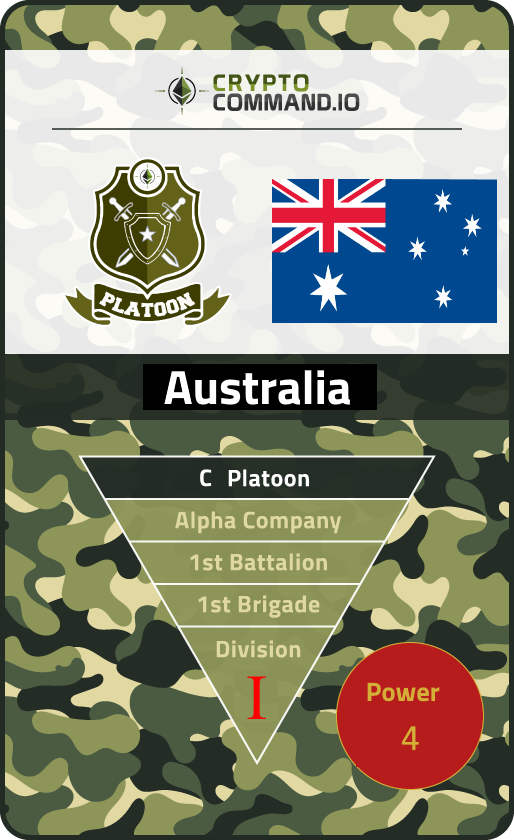 CRYPTO
COMMAND.IO
PLATOON
Australia
C Platoon
Alpha Company
1st Battalion
1st Brigade
Division
I
Power
4